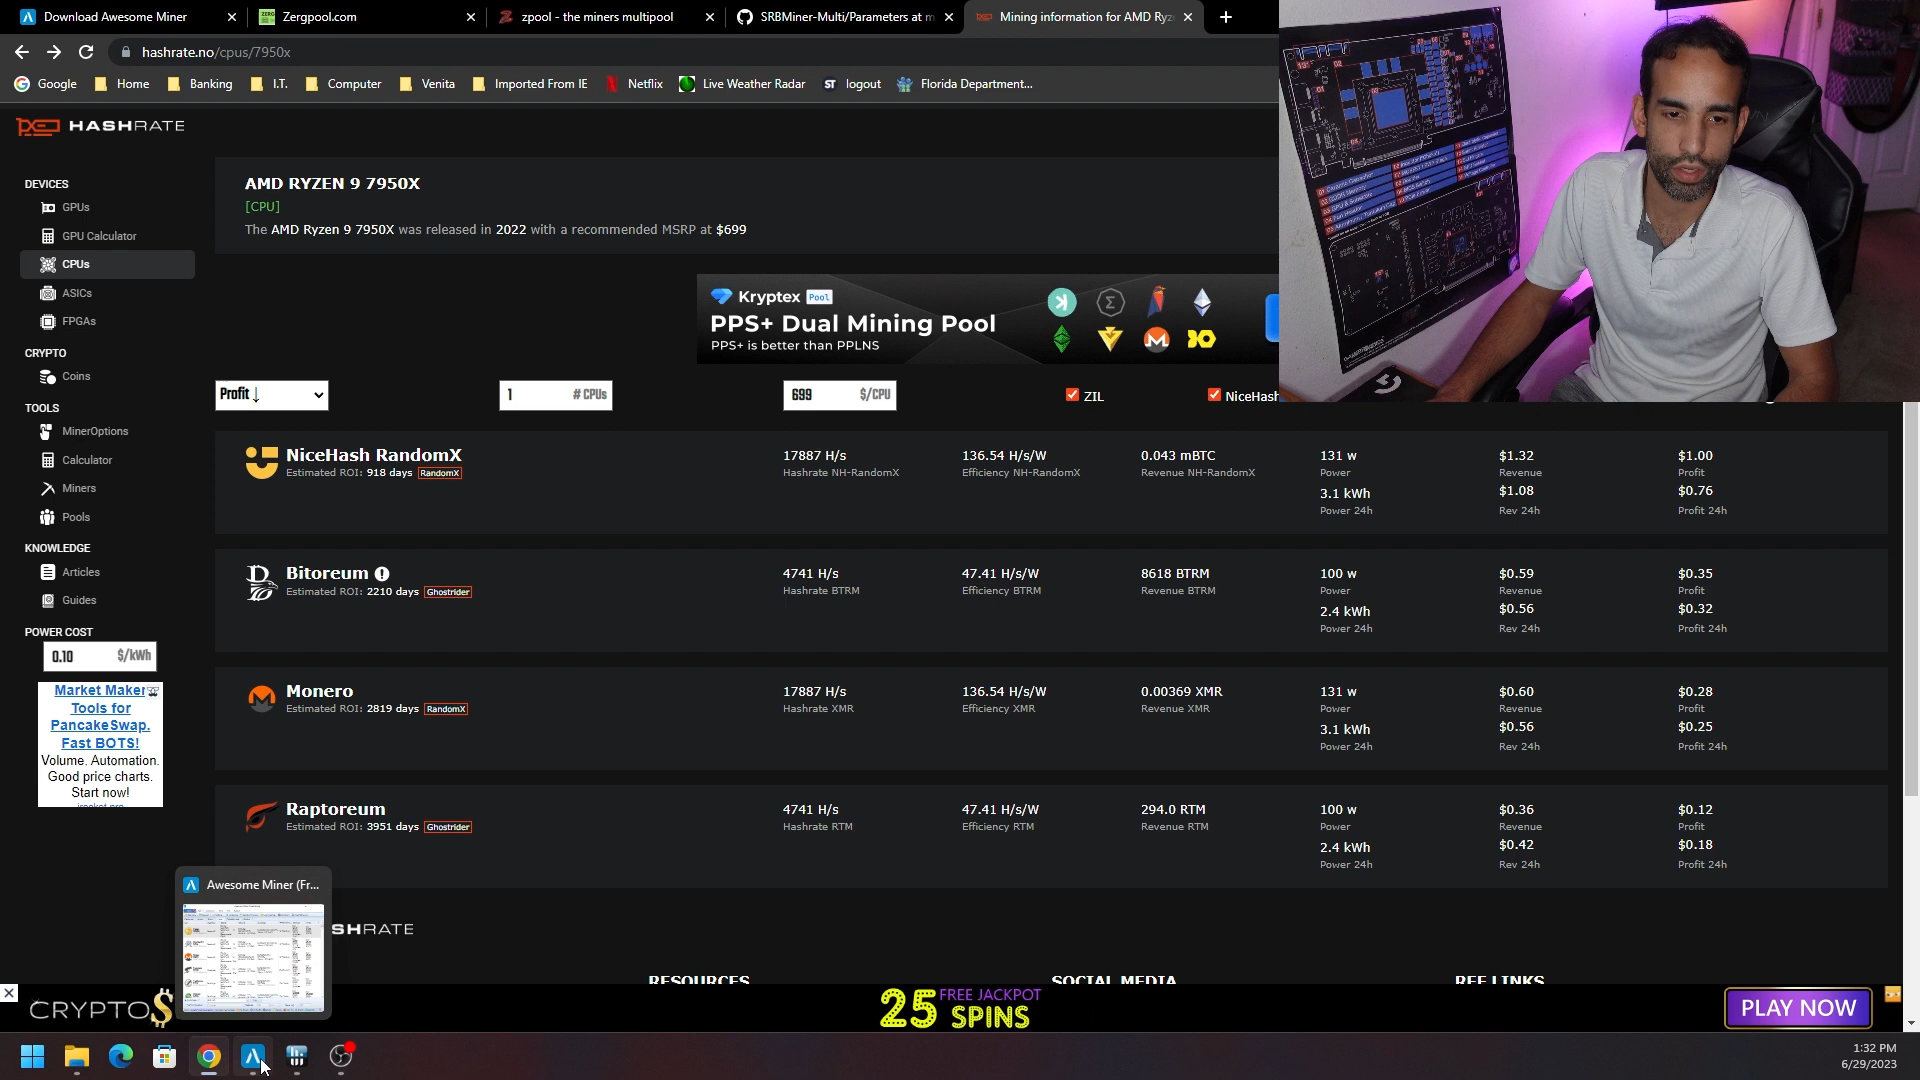 Download Awesome Miner
Zergpool.com
zpool - the miners multipool
SRBMiner-Multi/Parameters at m
Mining information for AMD Ryz
hashrate.no/cpus/7950x
Google
Home
Banking
I.T.
Computer
Venita
Imported From IE
Netflix
Live Weather Radar
ST logout
Florida Department...
HASHRATE
DEVICES
GPUs
GPU Calculator
CPUs
ASICs
FPGAs
CRYPTO
Coins
TOOLS
MinerOptions
Calculator
Miners
Pools
KNOWLEDGE
Articles
Guides
POWER COST
0.10 $/kWh
Market Maker
Tools for
PancakeSwap.
Fast BOTS!
Volume. Automation.
Good price charts.
Start now!
AMD RYZEN 9 7950X
[CPU]
The AMD Ryzen 9 7950X was released in 2022 with a recommended MSRP at $699
Kryptex Pool
PPS+ Dual Mining Pool
PPS+ is better than PPLNS
Profit ↓
1 # CPUs
699 $/CPU
ZIL
NiceHash
NiceHash RandomX
Estimated ROI: 918 days RandomX
17887 H/s
Hashrate NH-RandomX
136.54 H/s/W
Efficiency NH-RandomX
0.043 mBTC
Revenue NH-RandomX
131 w
Power
3.1 kWh
Power 24h
$1.32
Revenue
$1.08
Rev 24h
$1.00
Profit
$0.76
Profit 24h
Bitoreum
Estimated ROI: 2210 days Ghostrider
4741 H/s
Hashrate BTRM
47.41 H/s/W
Efficiency BTRM
8618 BTRM
Revenue BTRM
100 w
Power
2.4 kWh
Power 24h
$0.59
Revenue
$0.56
Rev 24h
$0.35
Profit
$0.32
Profit 24h
Monero
Estimated ROI: 2819 days RandomX
17887 H/s
Hashrate XMR
136.54 H/s/W
Efficiency XMR
0.00369 XMR
Revenue XMR
131 w
Power
3.1 kWh
Power 24h
$0.60
Revenue
$0.56
Rev 24h
$0.28
Profit
$0.25
Profit 24h
Raptoreum
Estimated ROI: 3951 days Ghostrider
4741 H/s
Hashrate RTM
47.41 H/s/W
Efficiency RTM
294.0 RTM
Revenue RTM
100 w
Power
2.4 kWh
Power 24h
$0.36
Revenue
$0.42
Rev 24h
$0.12
Profit
$0.18
Profit 24h
Awesome Miner (Fr...
SHRATE
RESOURCES
SOCIAL MEDIA
REF LINKS
CRYPTO$
25 FREE JACKPOT
SPINS
PLAY NOW
1:32 PM
6/29/2023